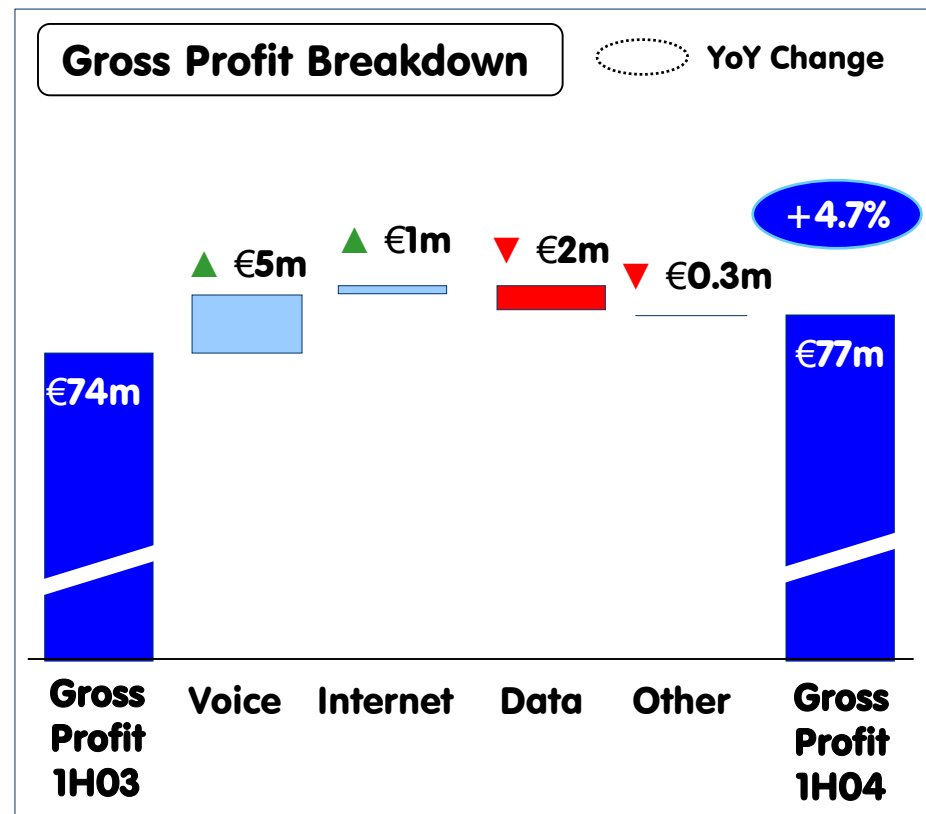 Gross Profit Breakdown
YoY Change
+4.7%
▲ €5m
▲ €1m
▼ €2m
▼ €0.3m
€74m
€77m
Gross
Profit
1H03
Voice
Internet
Data
Other
Gross
Profit
1H04